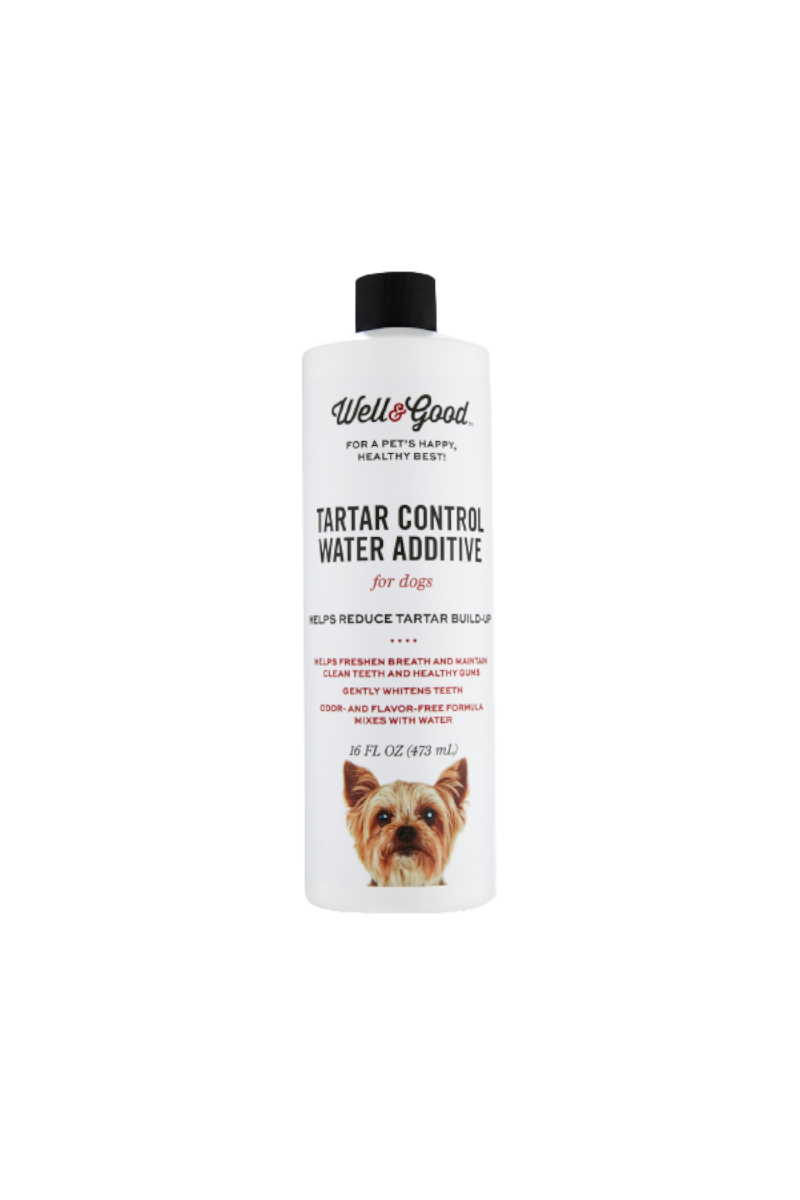 Well&Good™
FOR A PET'S HAPPY,
HEALTHY BEST!
TARTAR CONTROL
WATER ADDITIVE
for dogs
HELPS REDUCE TARTAR BUILD-UP
HELPS FRESHEN BREATH AND MAINTAIN
CLEAN TEETH AND HEALTHY GUMS
GENTLY WHITENS TEETH
ODOR- AND FLAVOR-FREE FORMULA
MIXES WITH WATER
16 FL OZ (473 mL)